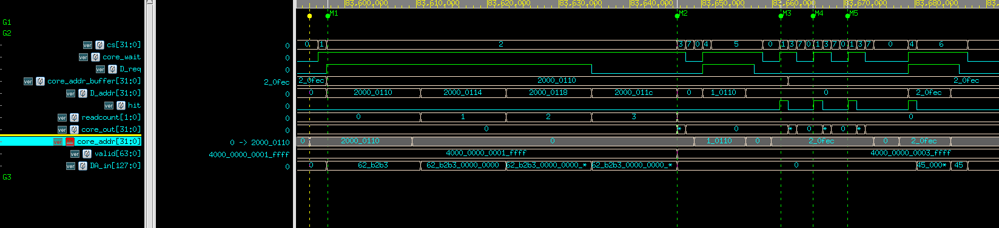 83,600,000 83,610,000 83,620,000 83,630,000 83,640,000 83,650,000 83,660,000 83,670,000 83,680,000 83,
M1 M2 M3 M4 M5
G1
G2
ver cs[31:0] 0 0 1 2 3 7 0 4 5 0 1 3 7 0 1 3 7 0 1 3 7 0 4 6
ver core_wait 0
ver D_req 0
ver core_addr_buffer[31:0] 2_0fec 2_0fec 2000_0110 2_0fec
ver D_addr[31:0] 0 0 2000_0110 2000_0114 2000_0118 2000_011c 0 1_0110 0 2_0fec
ver hit 0
ver readcount[1:0] 0 0 1 2 3 0
ver core_out[31:0] 0 0 * 0 * 0 * 0 *
ver core_addr[31:0] 0 -> 2000_0110 0 2000_0110 0 1_0110 0 2_0fec 0 2_0fec
ver valid[63:0] 4000_0000_0001_ffff 4000_0000_0001_ffff 4000_0000_0003_ffff
ver DA_in[127:0] 0 0 62_b2b3 62_b2b3_0000_0000 62_b2b3_0000_0000_* 62_b2b3_0000_0000_* 0 45_000* 45
G3